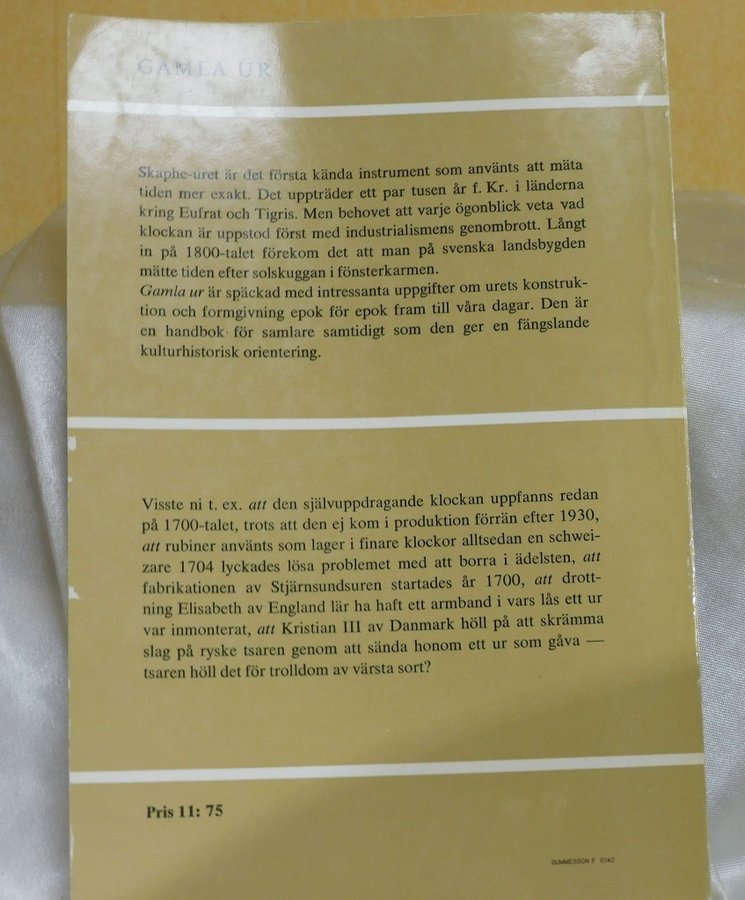 GAMLA UR
Skaphe-uret är det första kända instrument som använts att mäta
tiden mer exakt. Det uppträder ett par tusen år f. Kr. i länderna
kring Eufrat och Tigris. Men behovet att varje ögonblick veta vad
klockan är uppstod först med industrialismens genombrott. Långt
in på 1800-talet förekom det att man på svenska landsbygden
mätte tiden efter solskuggan i fönsterkarmen.
Gamla ur är späckad med intressanta uppgifter om urets konstruk-
tion och formgivning epok för epok fram till våra dagar. Den är
en handbok för samlare samtidigt som den ger en fängslande
kulturhistorisk orientering.
Visste ni t. ex. att den självuppdragande klockan uppfanns redan
på 1700-talet, trots att den ej kom i produktion förrän efter 1930,
att rubiner använts som lager i finare klockor alltsedan en schwei-
zare 1704 lyckades lösa problemet med att borra i ädelsten, att
fabrikationen av Stjärnsundsuren startades år 1700, att drott-
ning Elisabeth av England lär ha haft ett armband i vars lås ett ur
var inmonterat, att Kristian III av Danmark höll på att skrämma
slag på ryske tsaren genom att sända honom ett ur som gåva —
tsaren höll det för trolldom av värsta sort?
Pris 11: 75
GUMMESSON F